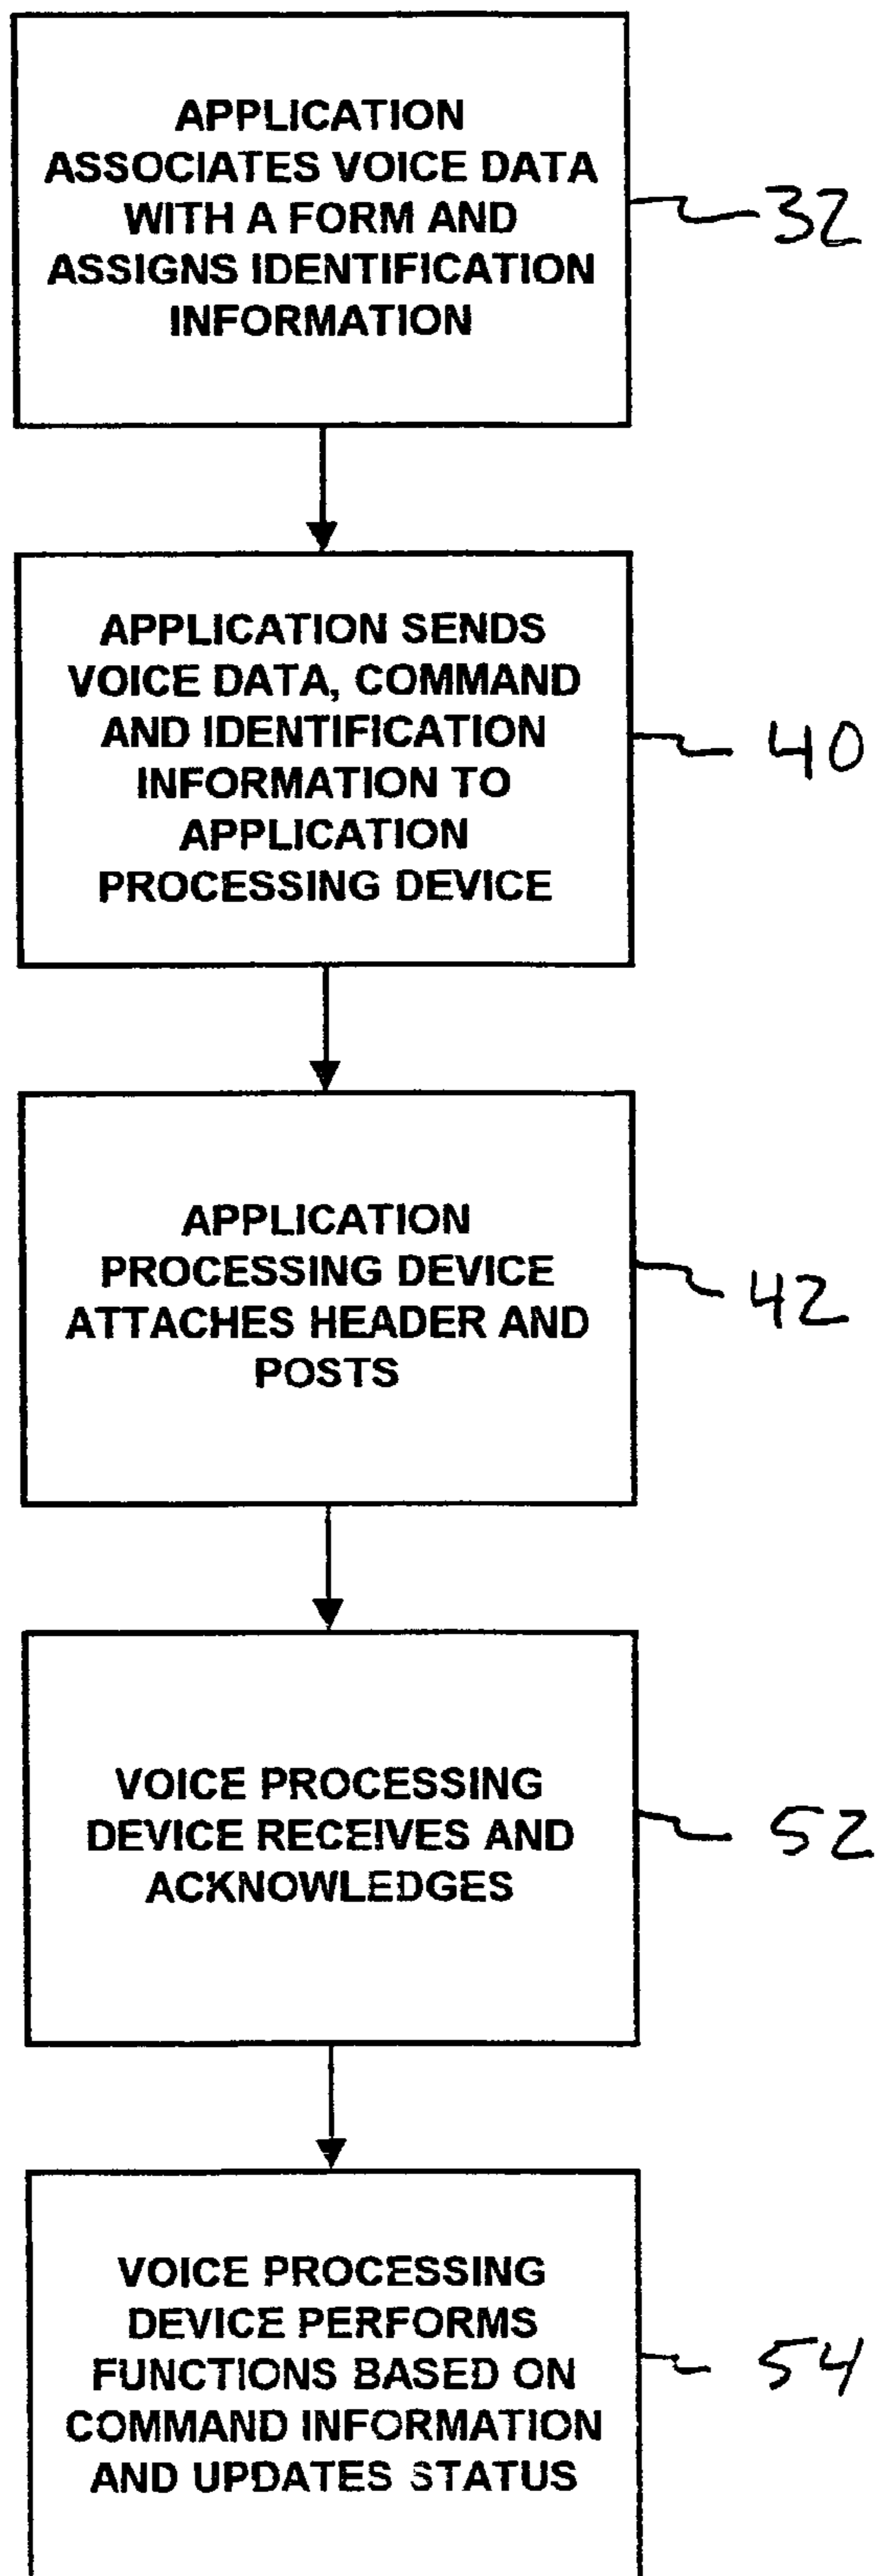 APPLICATION
ASSOCIATES VOICE DATA
WITH A FORM AND
ASSIGNS IDENTIFICATION
INFORMATION
32
APPLICATION SENDS
VOICE DATA, COMMAND
AND IDENTIFICATION
INFORMATION TO
APPLICATION
PROCESSING DEVICE
40
APPLICATION
PROCESSING DEVICE
ATTACHES HEADER AND
POSTS
42
VOICE PROCESSING
DEVICE RECEIVES AND
ACKNOWLEDGES
52
VOICE PROCESSING
DEVICE PERFORMS
FUNCTIONS BASED ON
COMMAND INFORMATION
AND UPDATES STATUS
54